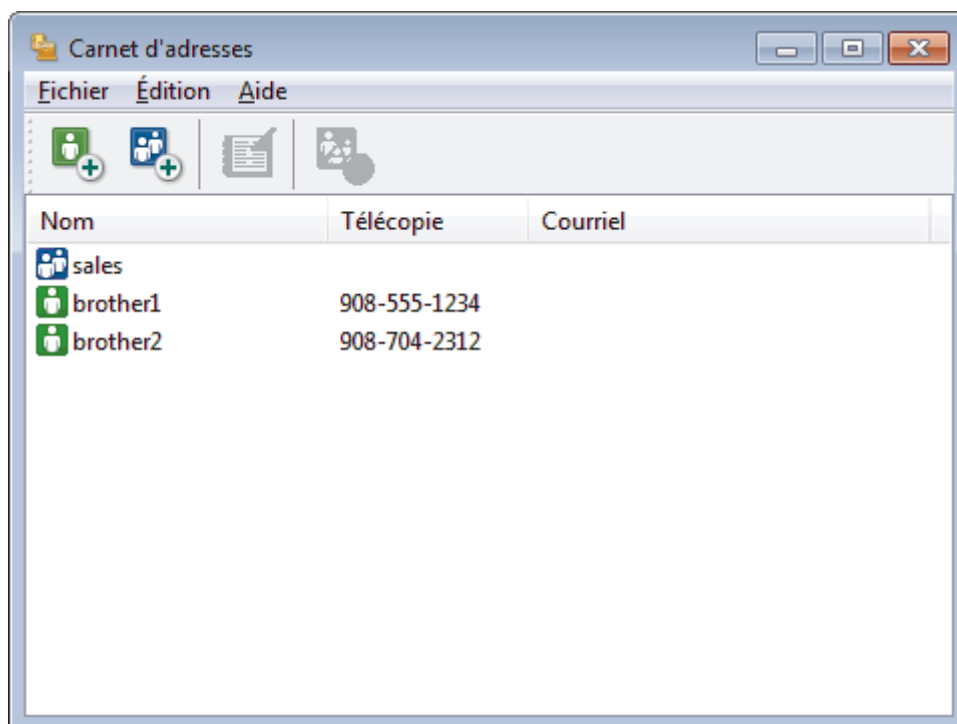 Carnet d'adresses
Fichier Édition Aide
Nom Télécopie Courriel
sales
brother1 908-555-1234
brother2 908-704-2312